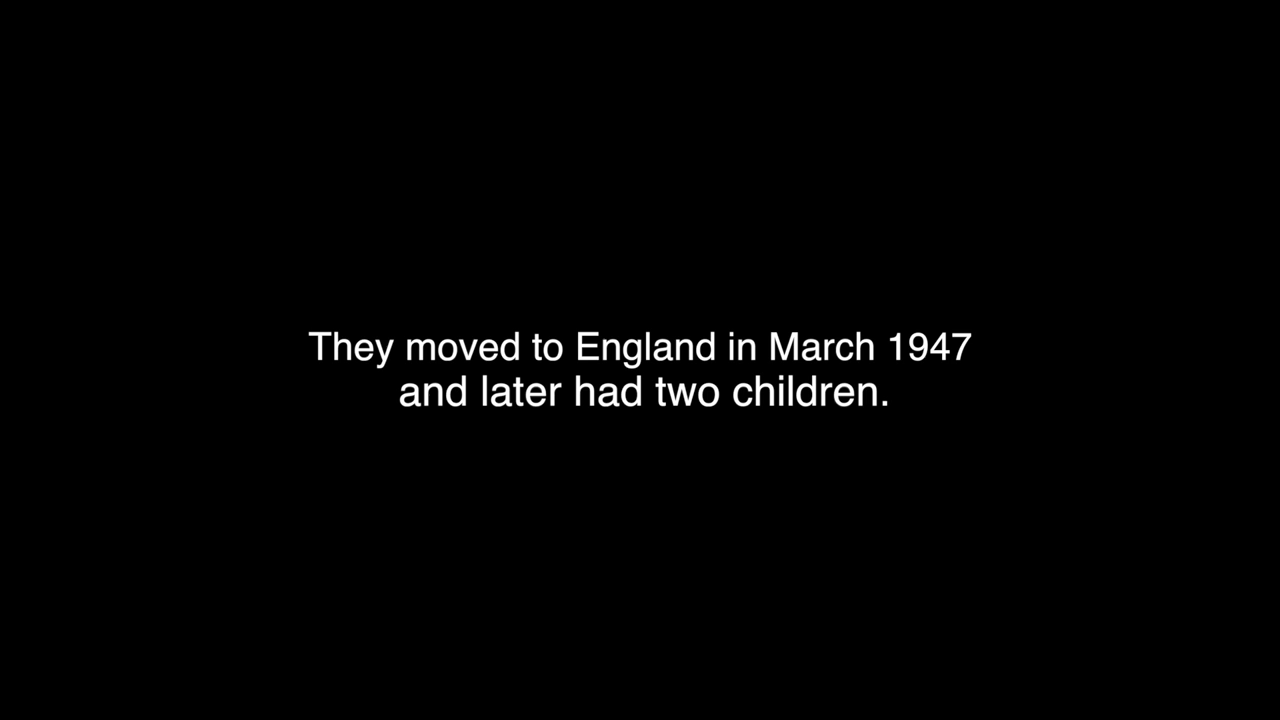 They moved to England in March 1947
and later had two children.